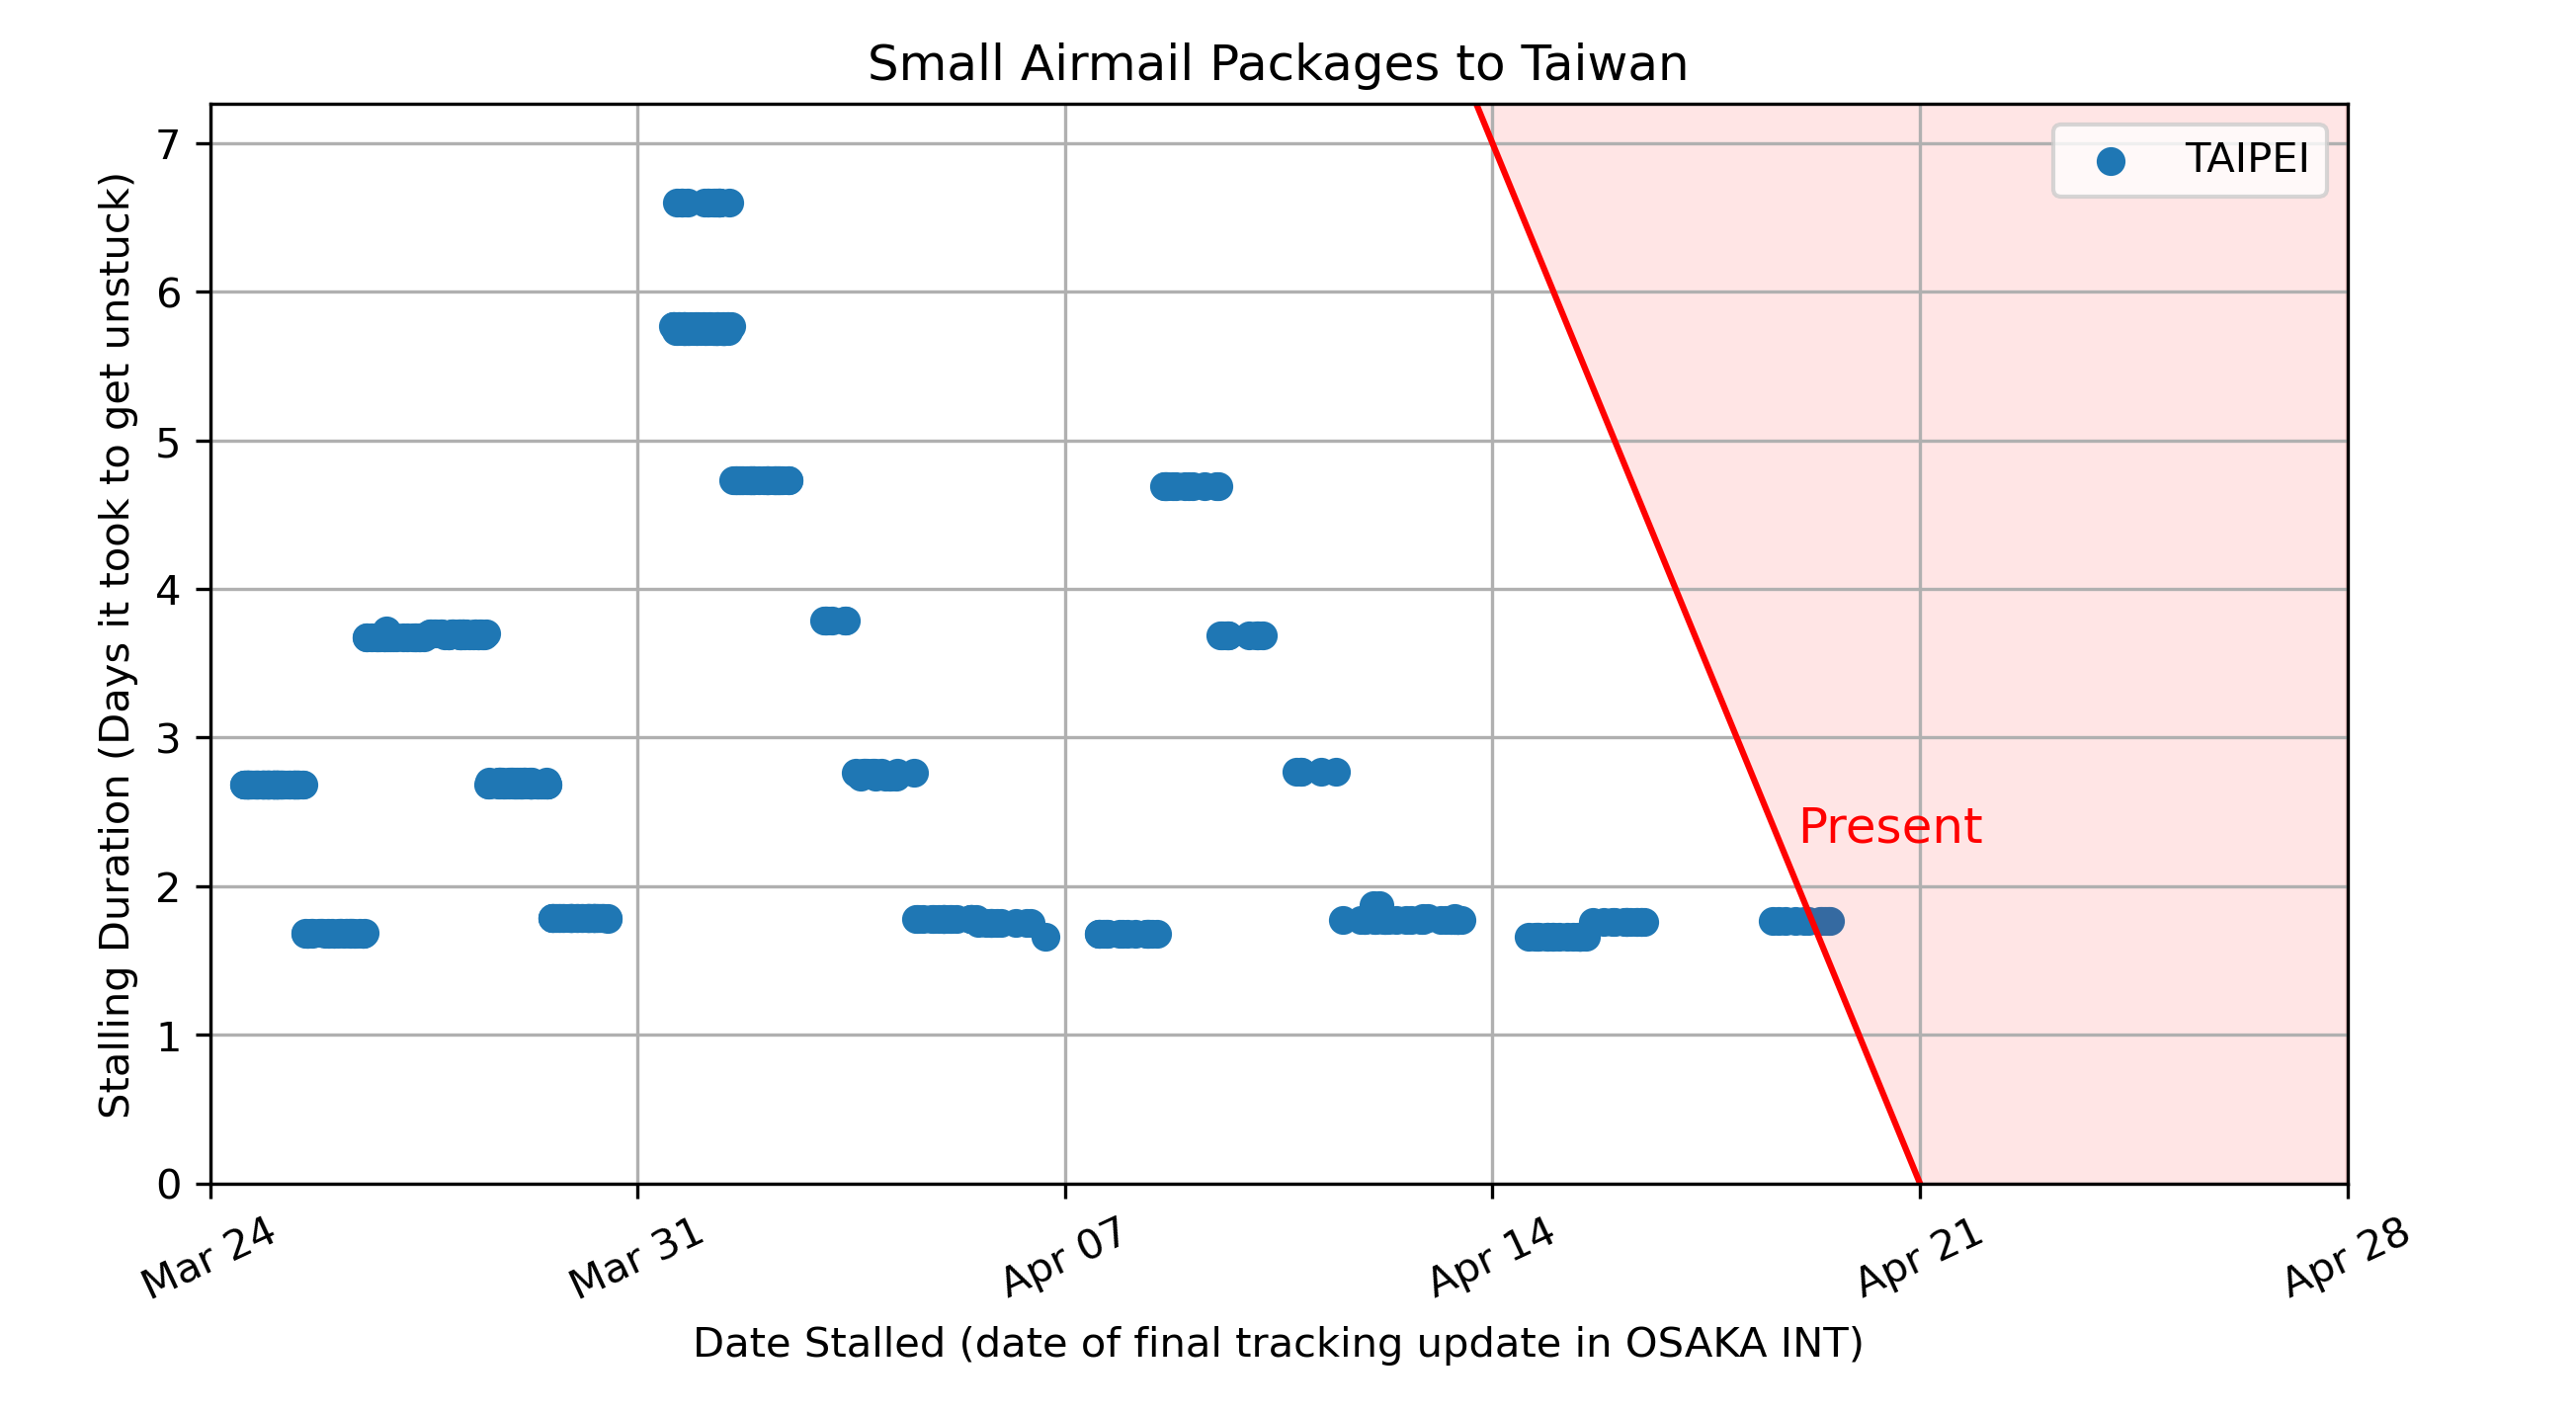 Small Airmail Packages to Taiwan
TAIPEI
Stalling Duration (Days it took to get unstuck)
7
6
5
4
3
2
1
0
Present
Mar 24
Mar 31
Apr 07
Apr 14
Apr 21
Apr 28
Date Stalled (date of final tracking update in OSAKA INT)